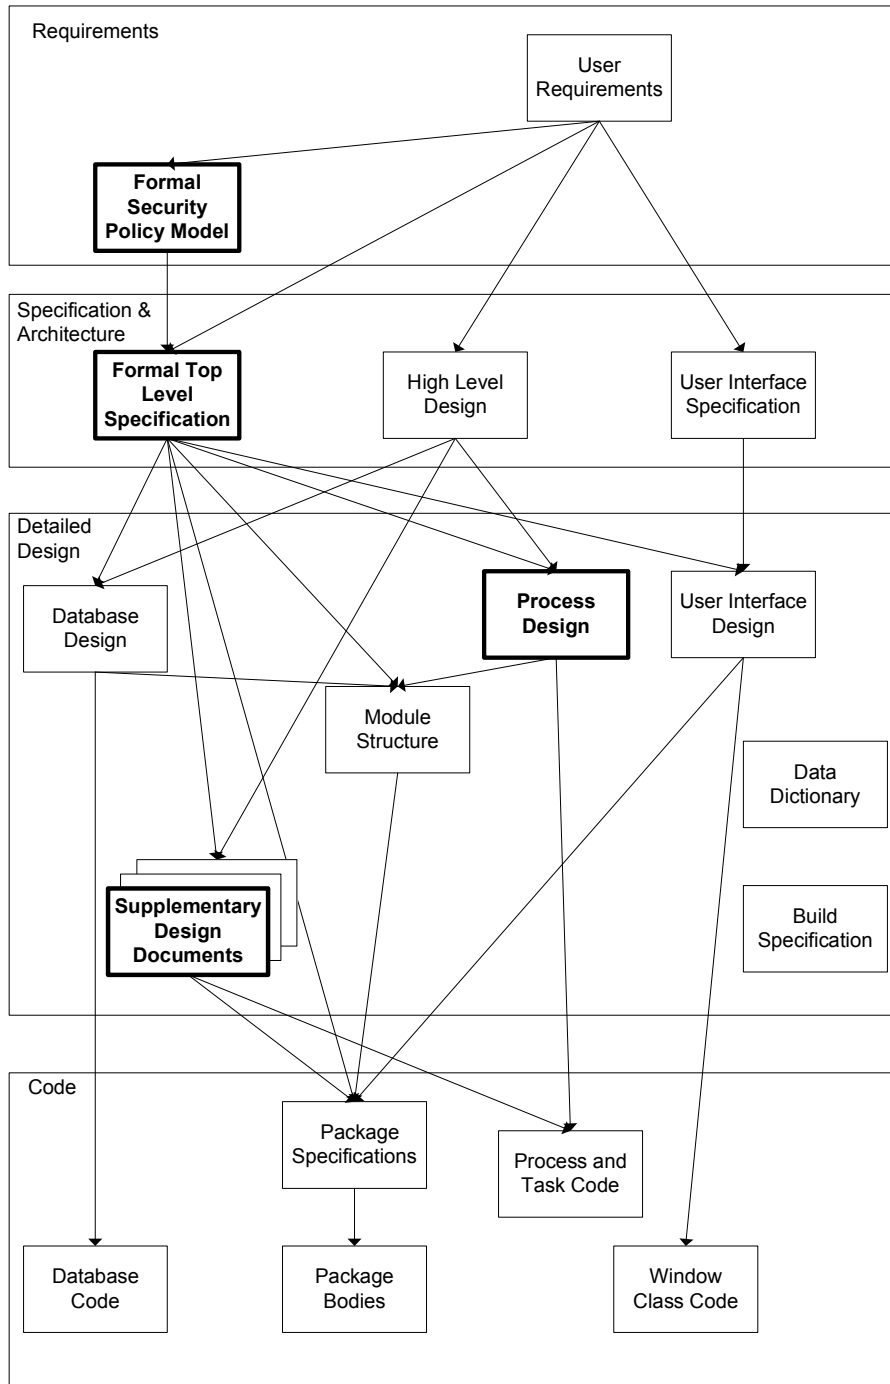 Requirements
User
Requirements
Formal
Security
Policy Model
Specification &
Architecture
Formal Top
Level
Specification
High Level
Design
User Interface
Specification
Detailed
Design
Database
Design
Process
Design
User Interface
Design
Module
Structure
Data
Dictionary
Supplementary
Design
Documents
Build
Specification
Code
Package
Specifications
Process and
Task Code
Database
Code
Package
Bodies
Window
Class Code